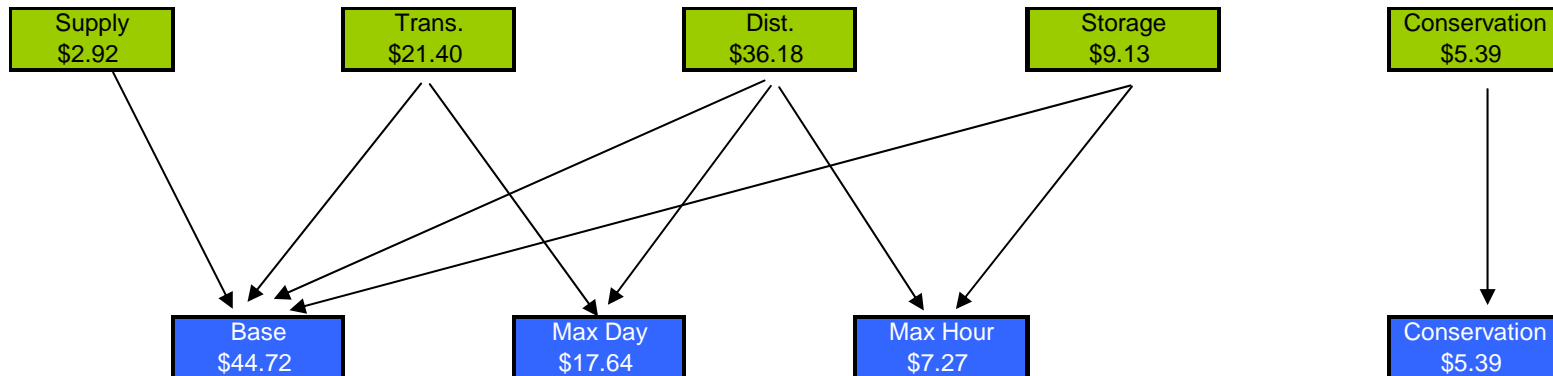 Supply
$2.92
Trans.
$21.40
Dist.
$36.18
Storage
$9.13
Conservation
$5.39
Base
$44.72
Max Day
$17.64
Max Hour
$7.27
Conservation
$5.39